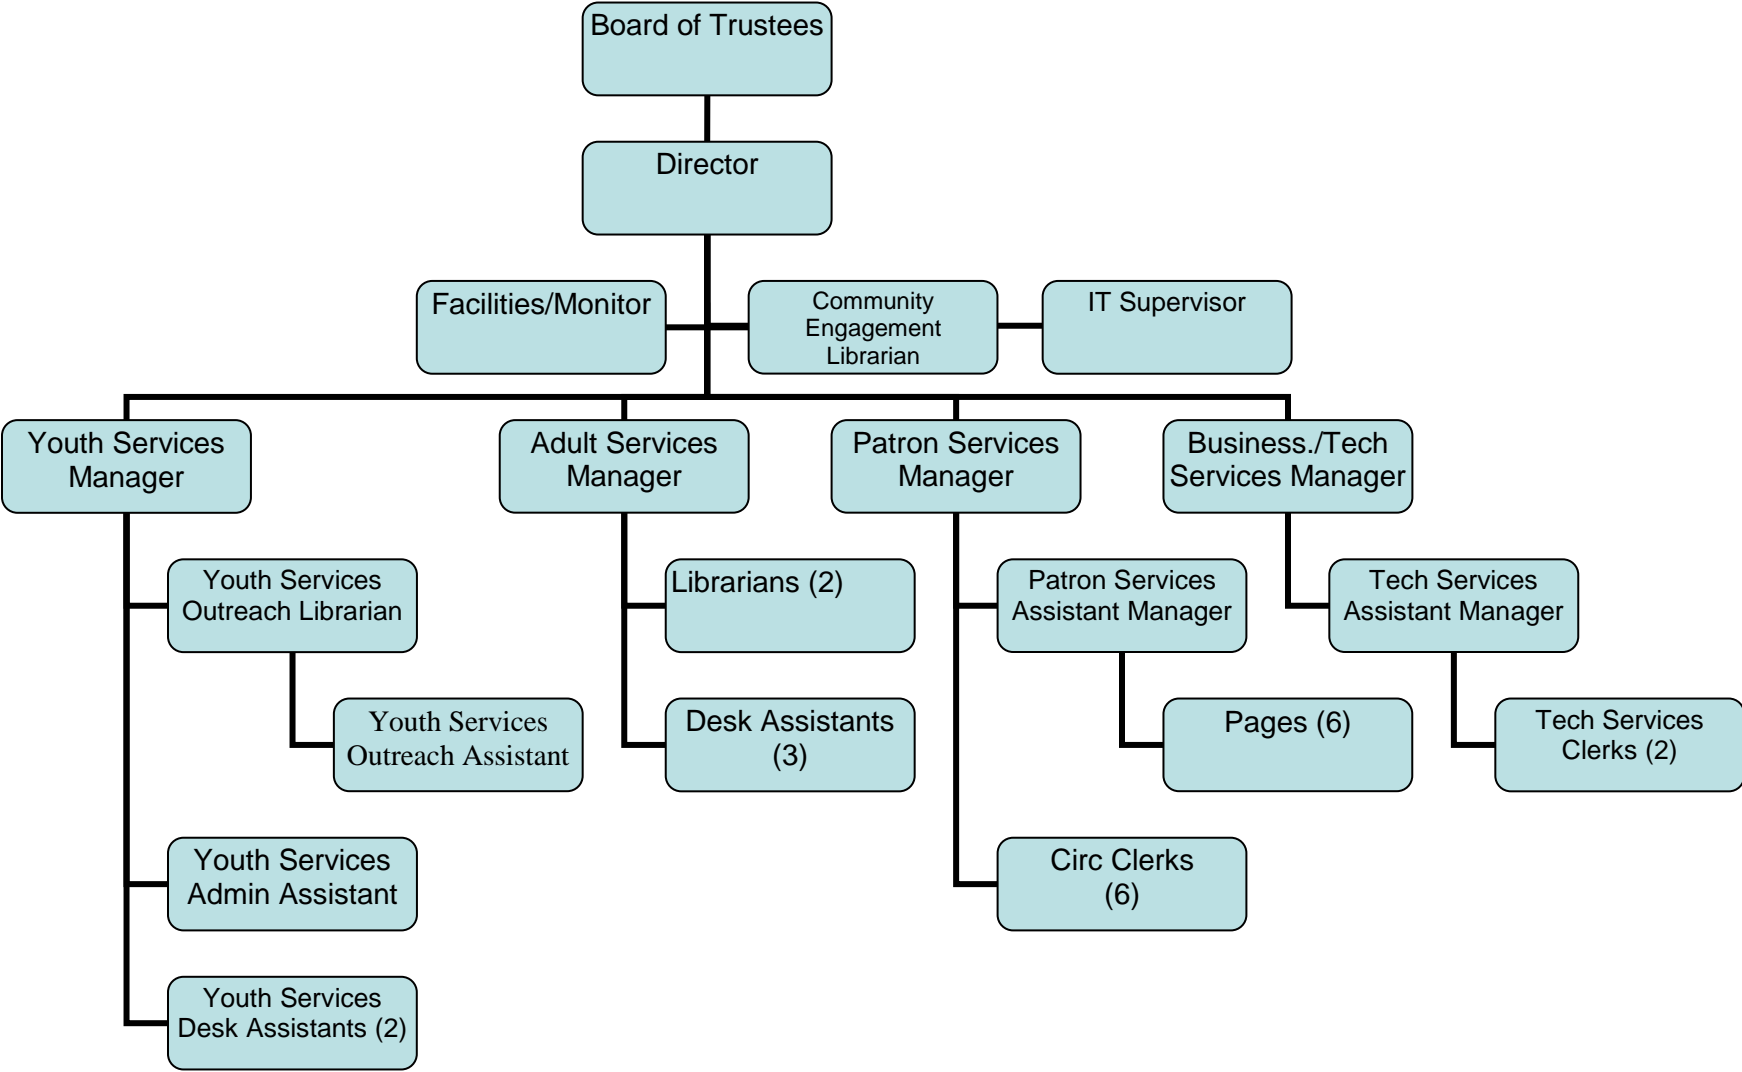 Board of Trustees
Director
Facilities/Monitor
Community
Engagement
Librarian
IT Supervisor
Youth Services
Manager
Adult Services
Manager
Patron Services
Manager
Business./Tech
Services Manager
Youth Services
Outreach Librarian
Librarians (2)
Patron Services
Assistant Manager
Tech Services
Assistant Manager
Youth Services
Outreach Assistant
Desk Assistants
(3)
Pages (6)
Tech Services
Clerks (2)
Youth Services
Admin Assistant
Circ Clerks
(6)
Youth Services
Desk Assistants (2)